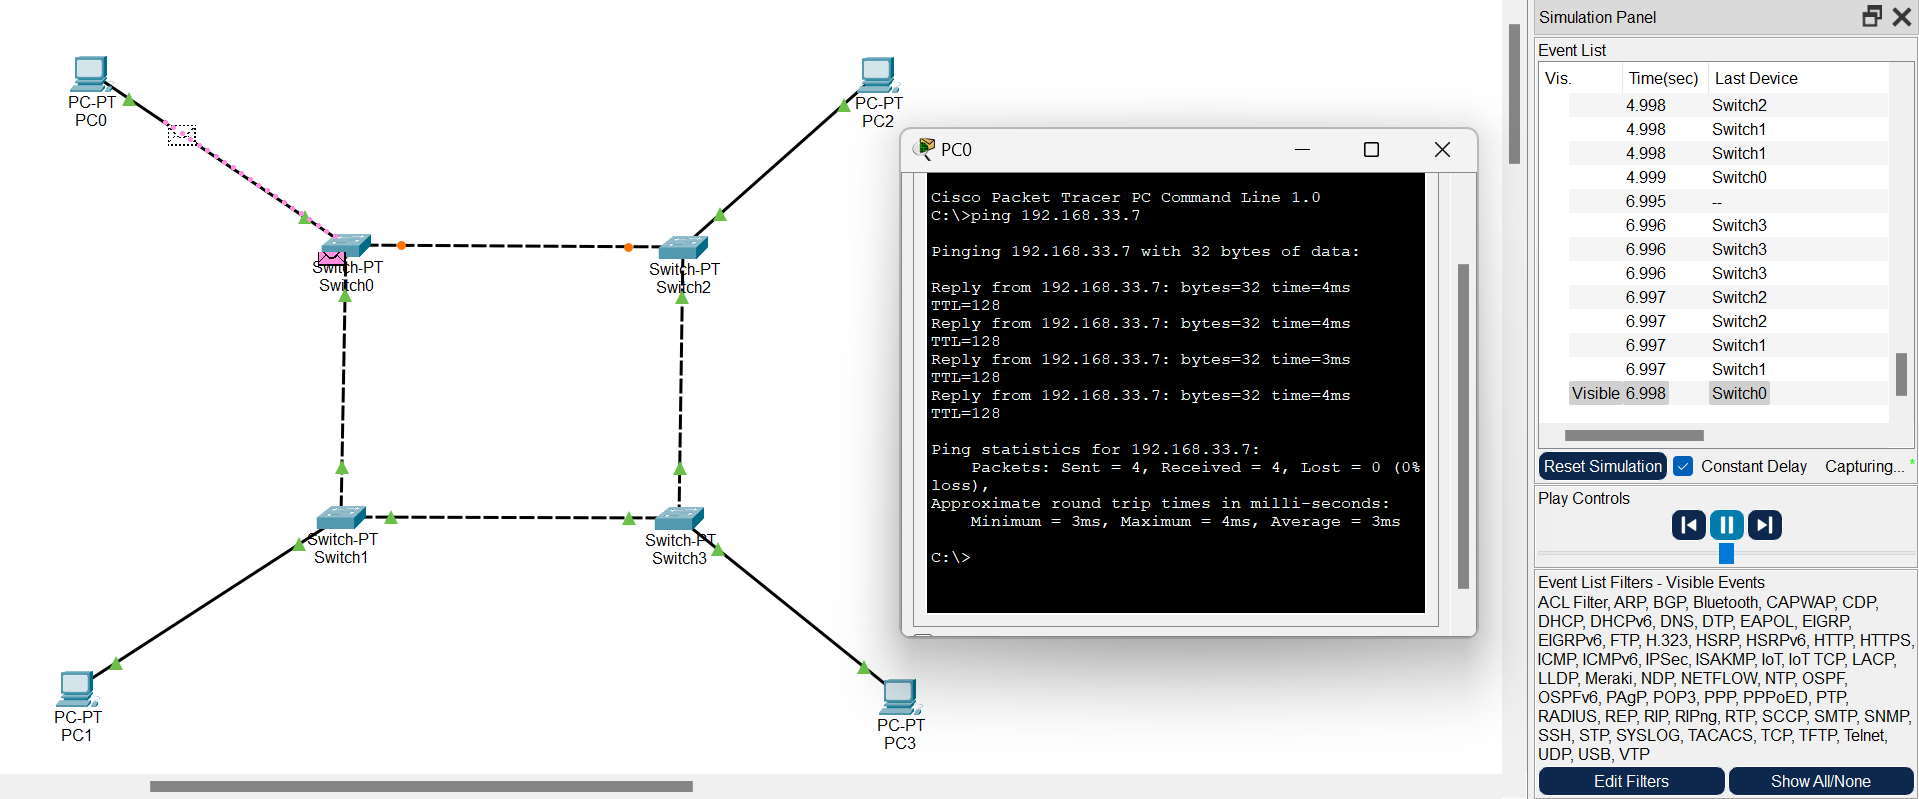 PC-PT
PC0
PC-PT
PC2
Switch-PT
Switch0
Switch-PT
Switch2
Switch-PT
Switch1
Switch-PT
Switch3
PC-PT
PC1
PC-PT
PC3
PC0
Cisco Packet Tracer PC Command Line 1.0
C:\>ping 192.168.33.7
Pinging 192.168.33.7 with 32 bytes of data:
Reply from 192.168.33.7: bytes=32 time=4ms
TTL=128
Reply from 192.168.33.7: bytes=32 time=4ms
TTL=128
Reply from 192.168.33.7: bytes=32 time=3ms
TTL=128
Reply from 192.168.33.7: bytes=32 time=4ms
TTL=128
Ping statistics for 192.168.33.7:
Packets: Sent = 4, Received = 4, Lost = 0 (0%
loss),
Approximate round trip times in milli-seconds:
Minimum = 3ms, Maximum = 4ms, Average = 3ms
C:\>
Simulation Panel
Event List
Vis. Time(sec) Last Device
4.998 Switch2
4.998 Switch1
4.998 Switch1
4.999 Switch0
6.995 --
6.996 Switch3
6.996 Switch3
6.996 Switch3
6.997 Switch2
6.997 Switch2
6.997 Switch1
6.997 Switch1
Visible 6.998 Switch0
Reset Simulation Constant Delay Capturing... *
Play Controls
Event List Filters - Visible Events
ACL Filter, ARP, BGP, Bluetooth, CAPWAP, CDP,
DHCP, DHCPv6, DNS, DTP, EAPOL, EIGRP,
EIGRPv6, FTP, H.323, HSRP, HSRPv6, HTTP, HTTPS,
ICMP, ICMPv6, IPSec, ISAKMP, IoT, IoT TCP, LACP,
LLDP, Meraki, NDP, NETFLOW, NTP, OSPF,
OSPFv6, PAgP, POP3, PPP, PPPoED, PTP,
RADIUS, REP, RIP, RIPng, RTP, SCCP, SMTP, SNMP,
SSH, STP, SYSLOG, TACACS, TCP, TFTP, Telnet,
UDP, USB, VTP
Edit Filters Show All/None